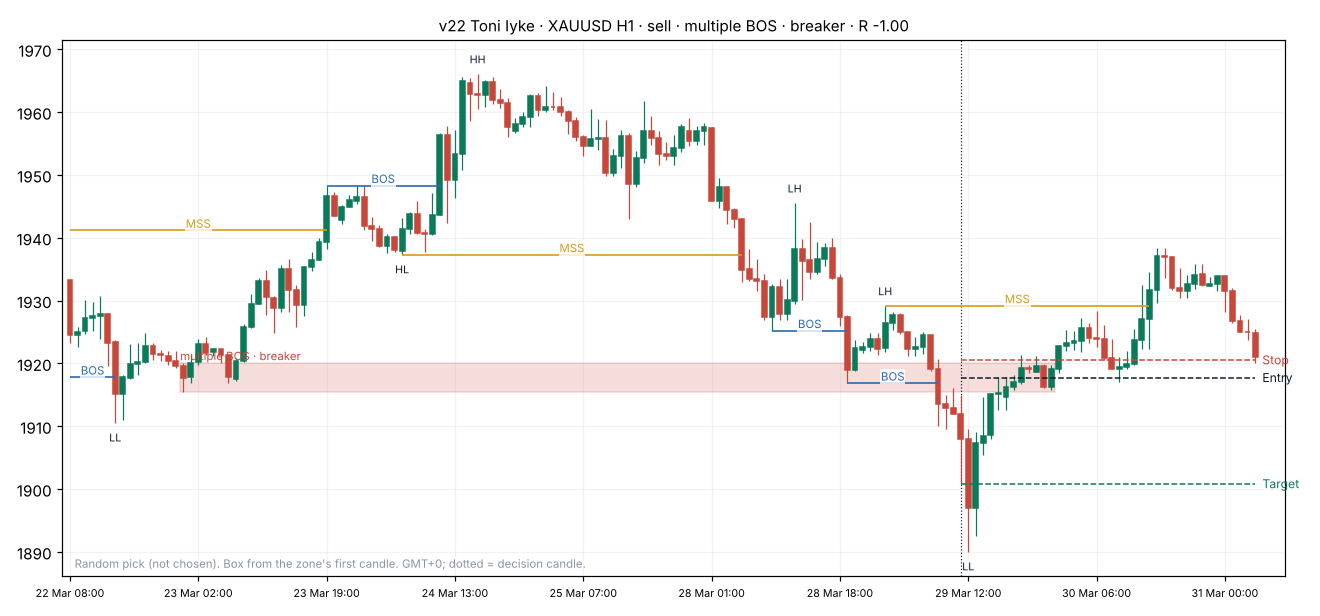 v22 Toni Iyke · XAUUSD H1 · sell · multiple BOS · breaker · R -1.00
1970
1960
1950
1940
1930
1920
1910
1900
1890
HH
BOS
LH
MSS
MSS
HL
LH
MSS
BOS
multiple BOS · breaker
Stop
BOS
BOS
Entry
LL
Target
LL
Random pick (not chosen). Box from the zone's first candle. GMT+0; dotted = decision candle.
22 Mar 08:00
23 Mar 02:00
23 Mar 19:00
24 Mar 13:00
25 Mar 07:00
28 Mar 01:00
28 Mar 18:00
29 Mar 12:00
30 Mar 06:00
31 Mar 00:00